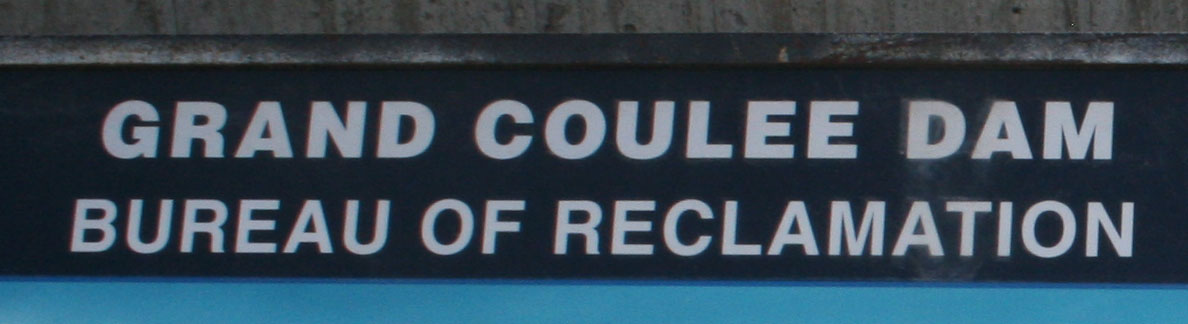 GRAND COULEE DAM
BUREAU OF RECLAMATION